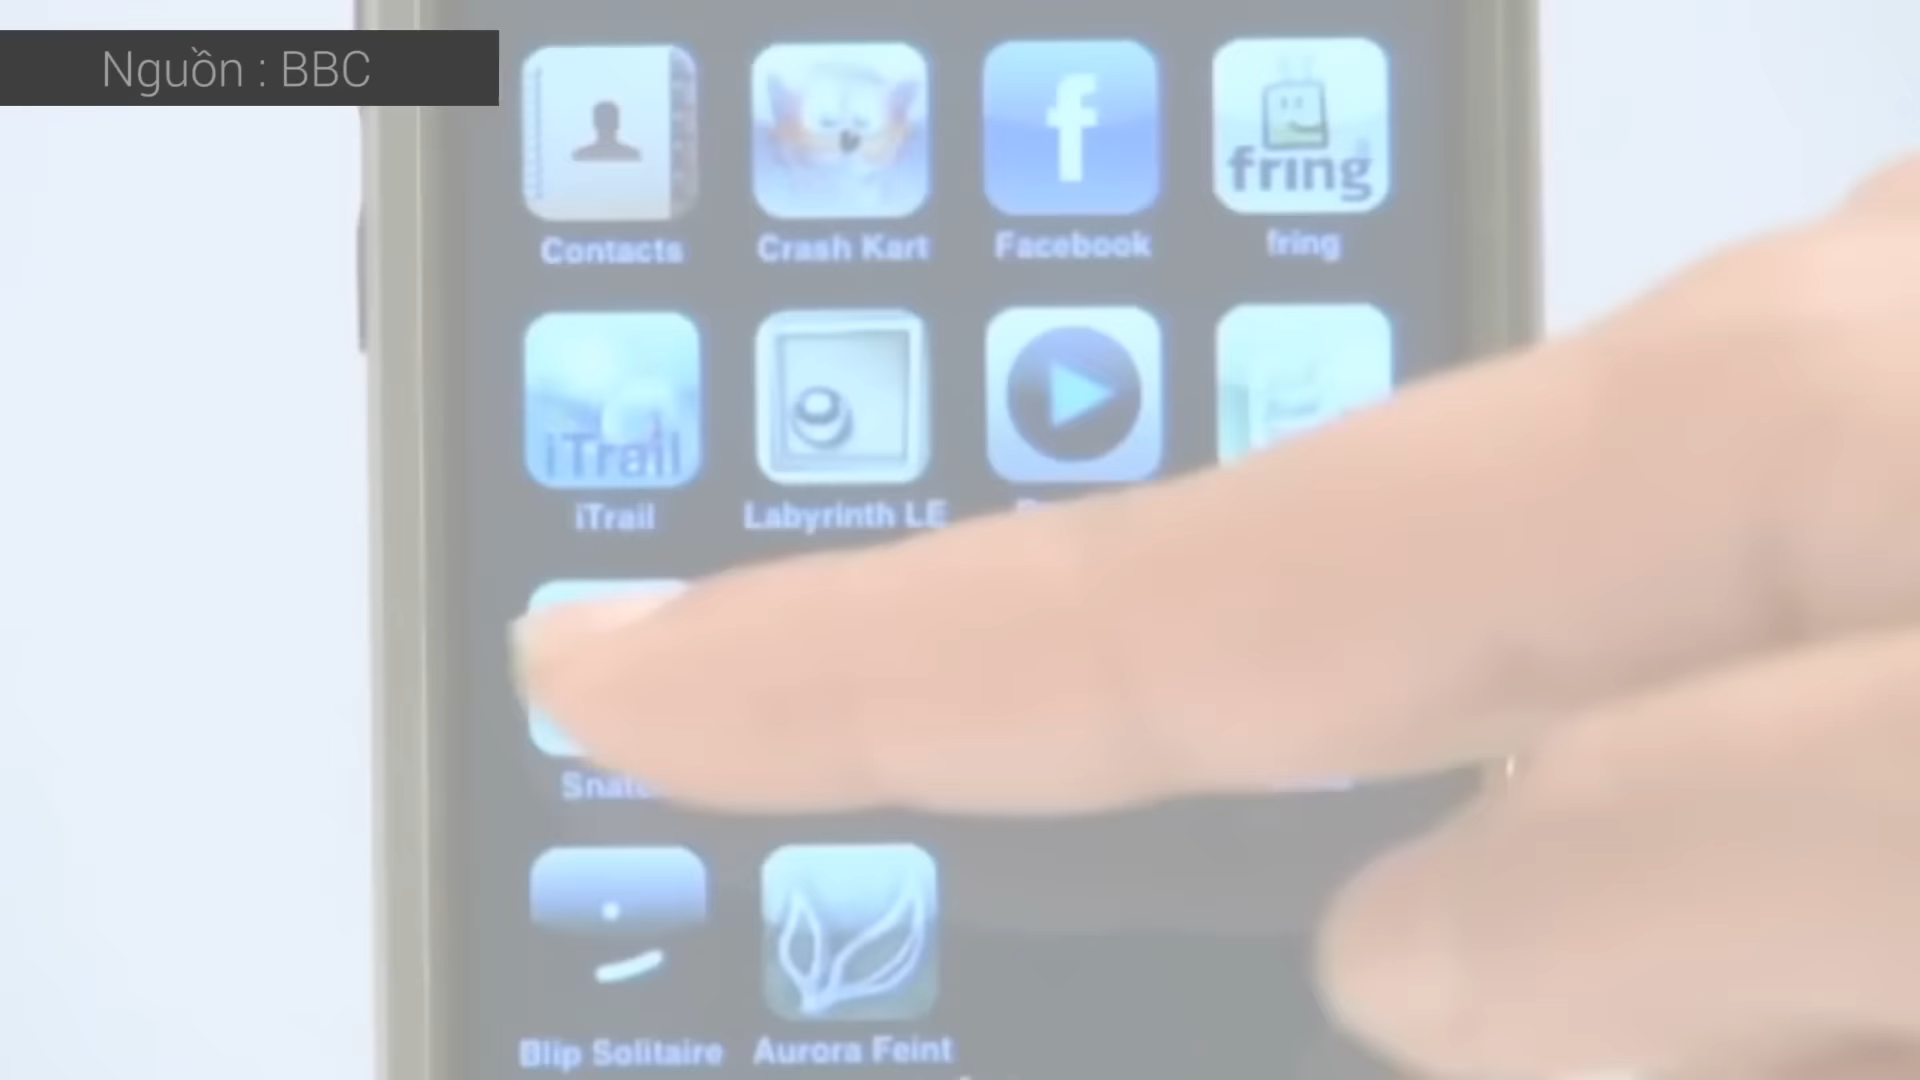 Nguồn : BBC
fring
Contacts
Crash Kart
Facebook
fring
iTrail
iTrail
Labyrinth LE
Blip Solitaire
Aurora Feint